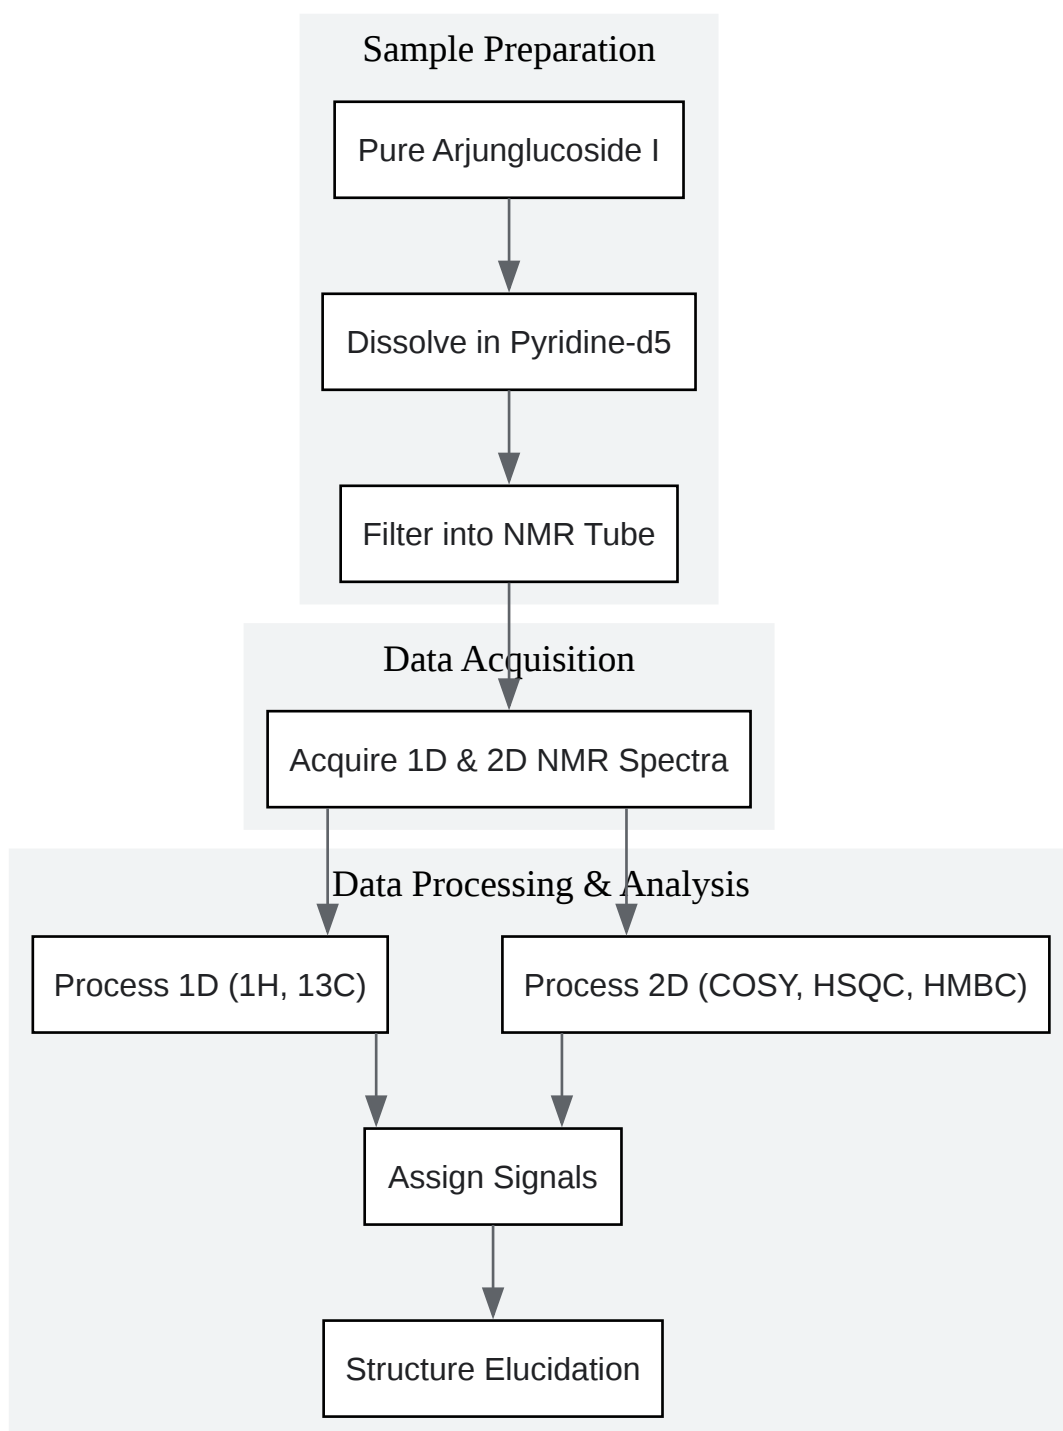 Sample Preparation
Pure Arjunglucoside I
Dissolve in Pyridine-d5
Filter into NMR Tube
Data Acquisition
Acquire 1D & 2D NMR Spectra
Data Processing & Analysis
Process 1D (1H, 13C)
Process 2D (COSY, HSQC, HMBC)
Assign Signals
Structure Elucidation